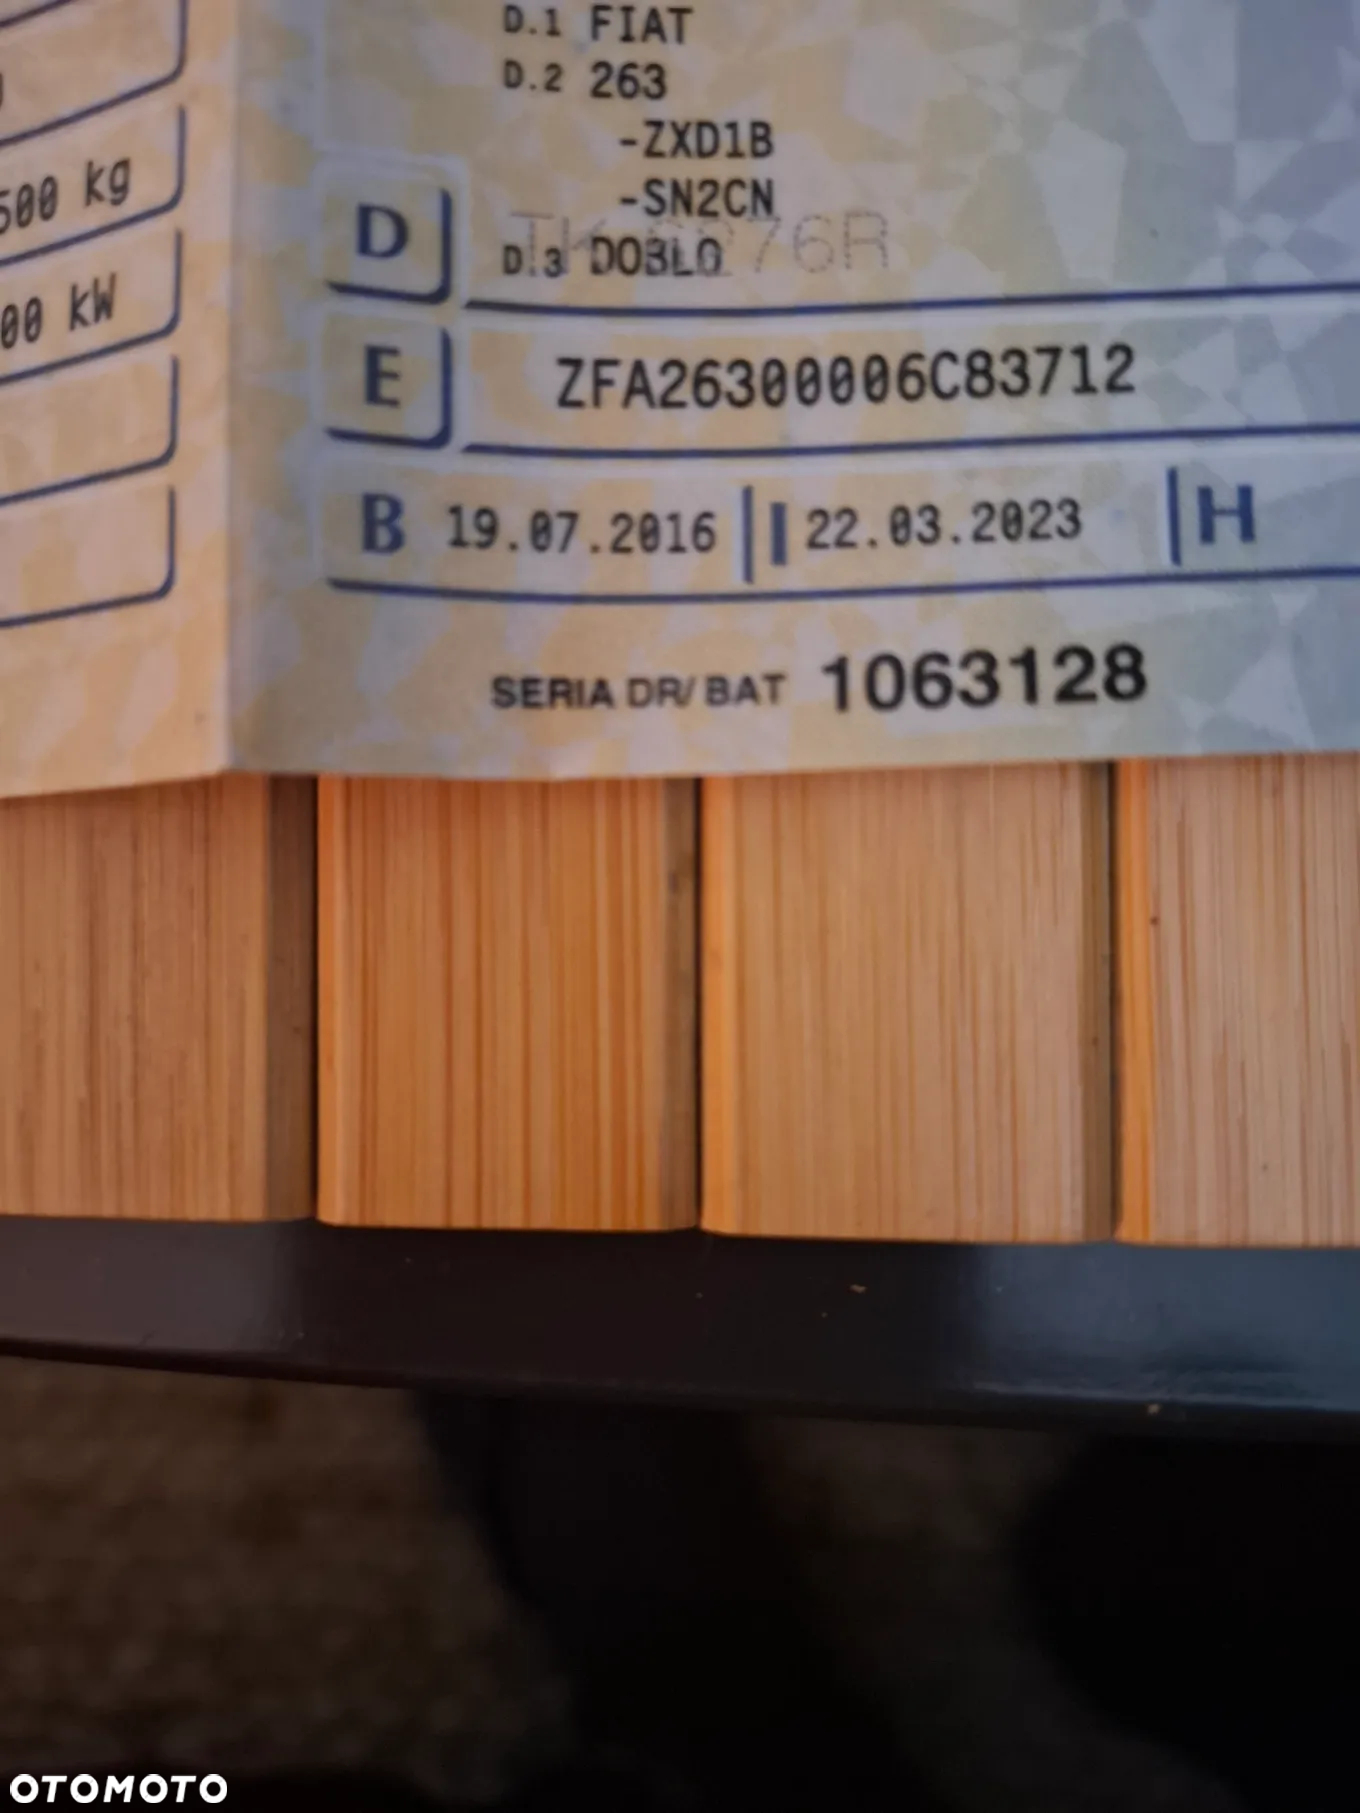 500 kg
00 kW
D.1 FIAT
D.2 263
-ZXD1B
-SN2CN
D D.3 DOBLO
E ZFA26300006C83712
B 19.07.2016 I 22.03.2023 H
SERIA DR/ BAT 1063128
OTOMOTO